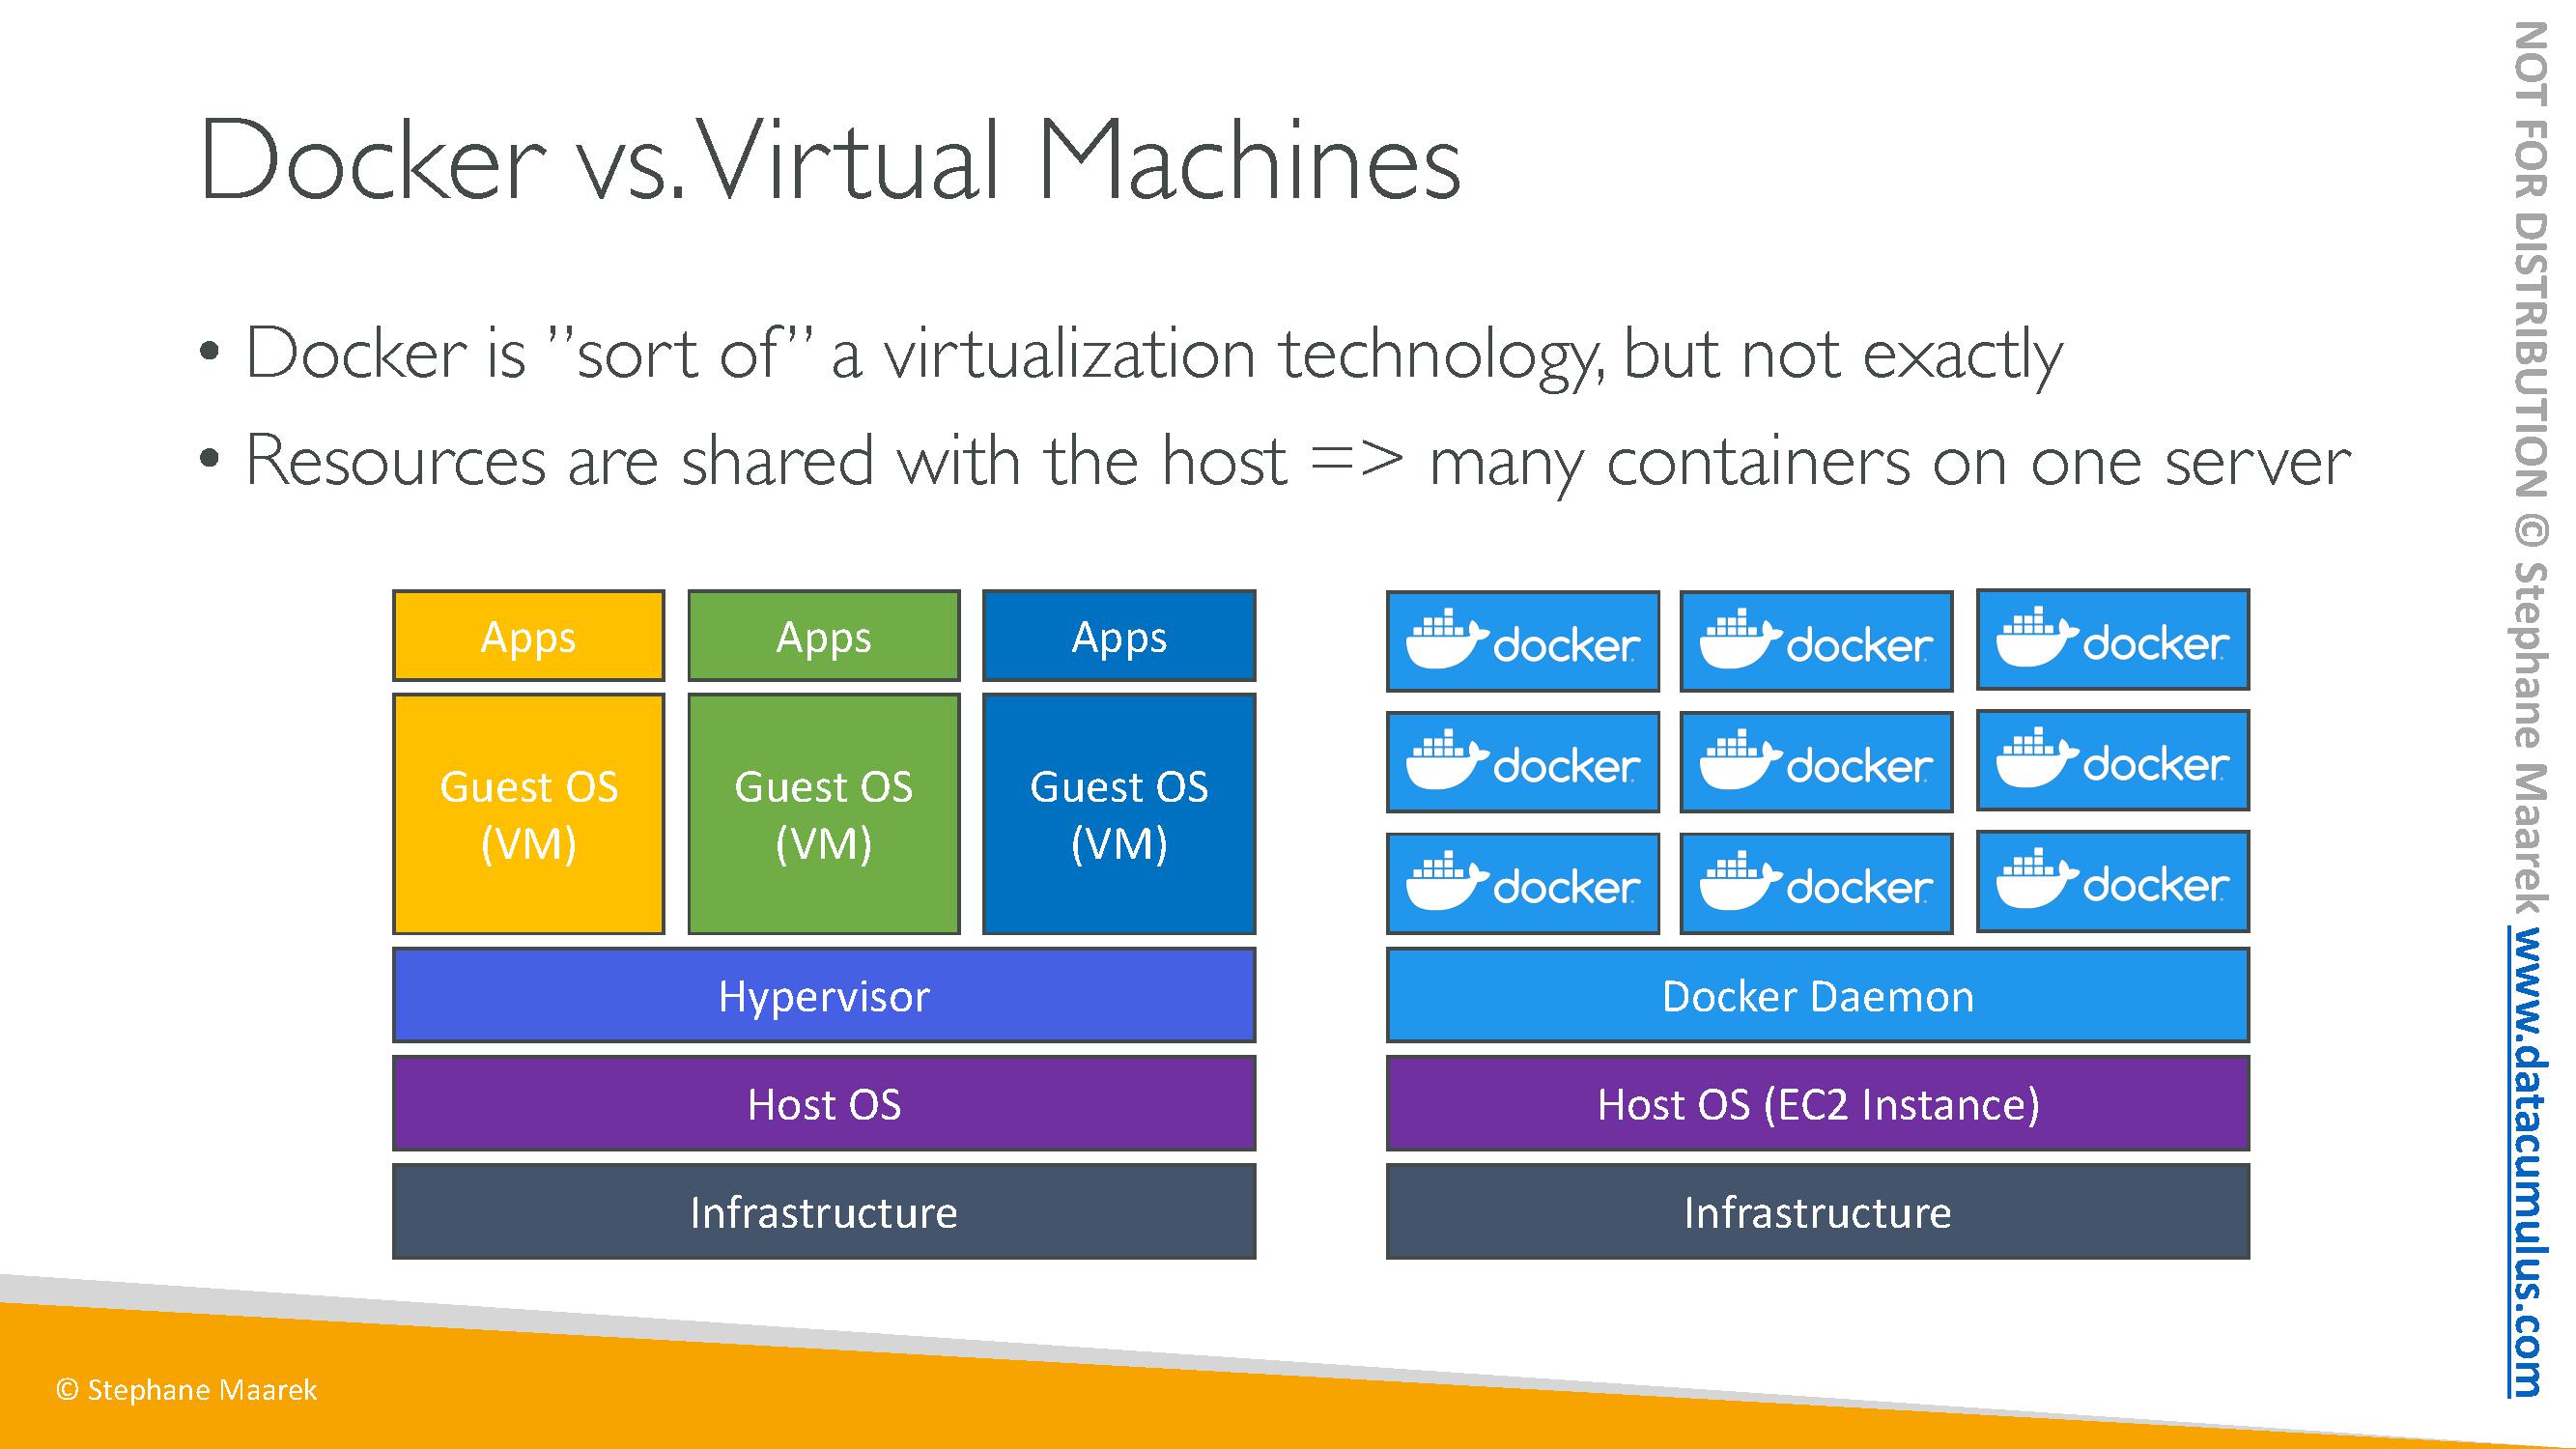 Docker vs. Virtual Machines
• Docker is ”sort of” a virtualization technology, but not exactly
• Resources are shared with the host => many containers on one server
Apps
Apps
Apps
Guest OS
(VM)
Guest OS
(VM)
Guest OS
(VM)
Hypervisor
Host OS
Infrastructure
docker
docker
docker
docker
docker
docker
docker
docker
docker
Docker Daemon
Host OS (EC2 Instance)
Infrastructure
© Stephane Maarek
NOT FOR DISTRIBUTION © Stephane Maarek www.datacumulus.com